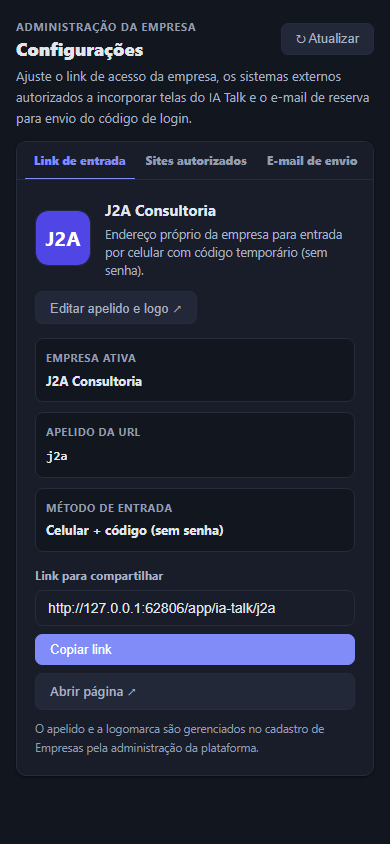 ADMINISTRAÇÃO DA EMPRESA
Configurações
↻ Atualizar
Ajuste o link de acesso da empresa, os sistemas externos
autorizados a incorporar telas do IA Talk e o e-mail de reserva
para envio do código de login.
Link de entrada Sites autorizados E-mail de envio
J2A
J2A Consultoria
Endereço próprio da empresa para entrada
por celular com código temporário (sem
senha).
Editar apelido e logo ↗
EMPRESA ATIVA
J2A Consultoria
APELIDO DA URL
j2a
MÉTODO DE ENTRADA
Celular + código (sem senha)
Link para compartilhar
http://127.0.0.1:62806/app/ia-talk/j2a
Copiar link
Abrir página ↗
O apelido e a logomarca são gerenciados no cadastro de
Empresas pela administração da plataforma.